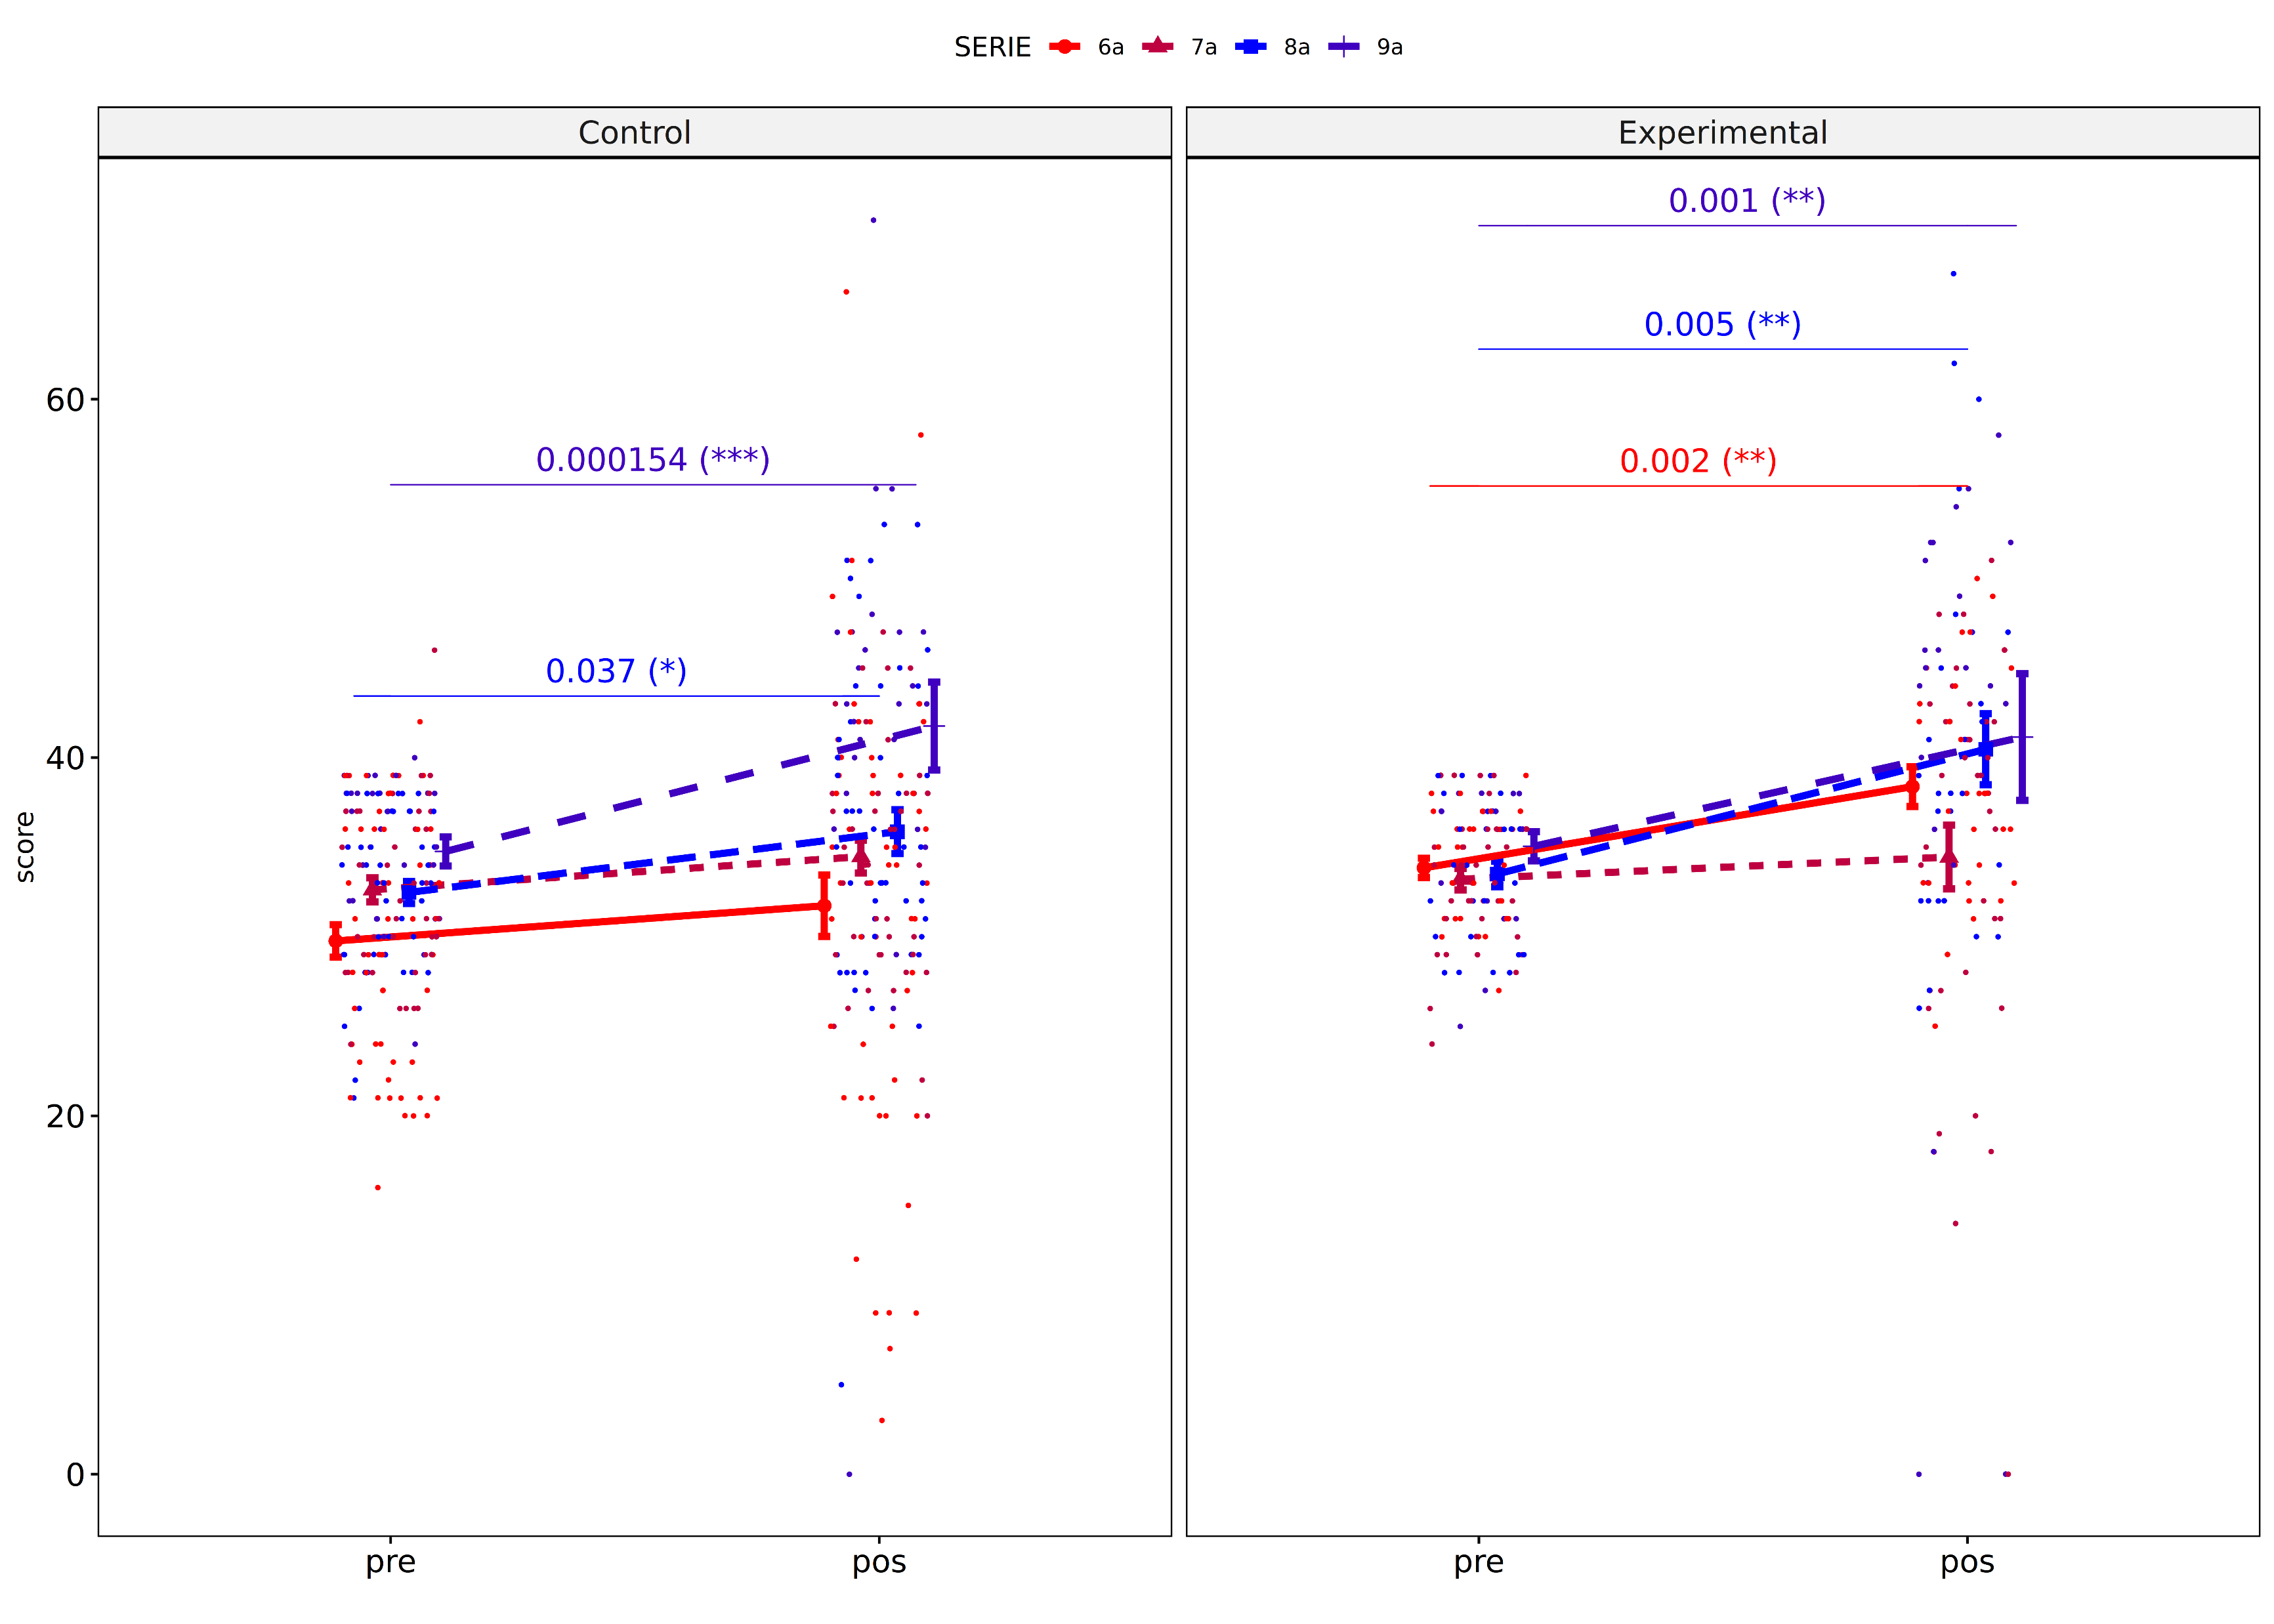 SERIE 6a 7a 8a 9a
Control
Experimental
0.001 (**)
0.005 (**)
0.000154 (***)
0.002 (**)
0.037 (*)
score
60
40
20
0
pre pos
pre pos